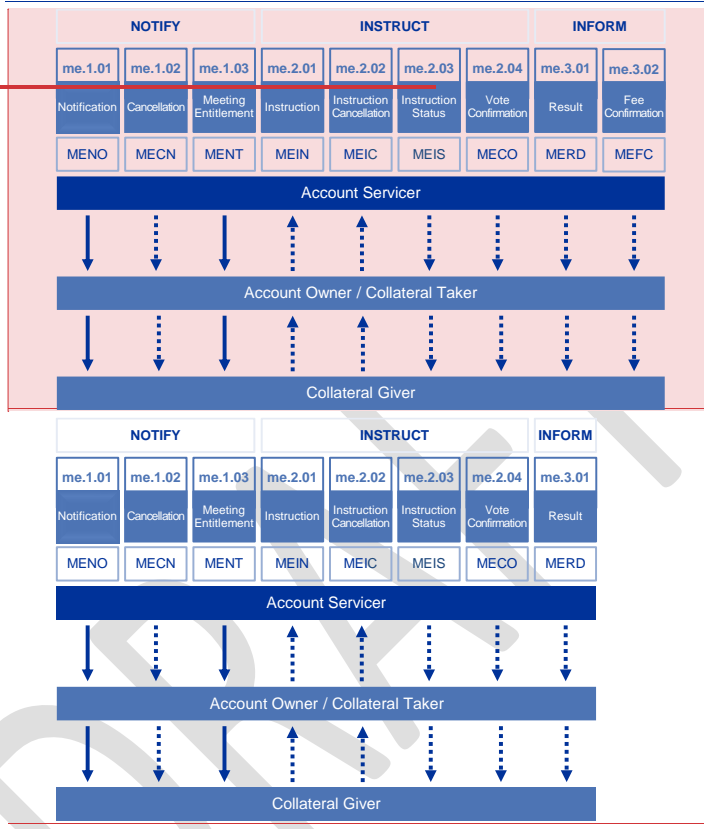 NOTIFY INSTRUCT INFORM
me.1.01 me.1.02 me.1.03 me.2.01 me.2.02 me.2.03 me.2.04 me.3.01 me.3.02
Notification Cancellation Meeting Entitlement Instruction Instruction Cancellation Instruction Status Vote Confirmation Result Fee Confirmation
MENO MECN MENT MEIN MEIC MEIS MECO MERD MEFC
Account Servicer
Account Owner / Collateral Taker
Collateral Giver
NOTIFY INSTRUCT INFORM
me.1.01 me.1.02 me.1.03 me.2.01 me.2.02 me.2.03 me.2.04 me.3.01
Notification Cancellation Meeting Entitlement Instruction Instruction Cancellation Instruction Status Vote Confirmation Result
MENO MECN MENT MEIN MEIC MEIS MECO MERD
Account Servicer
Account Owner / Collateral Taker
Collateral Giver
DRAFT